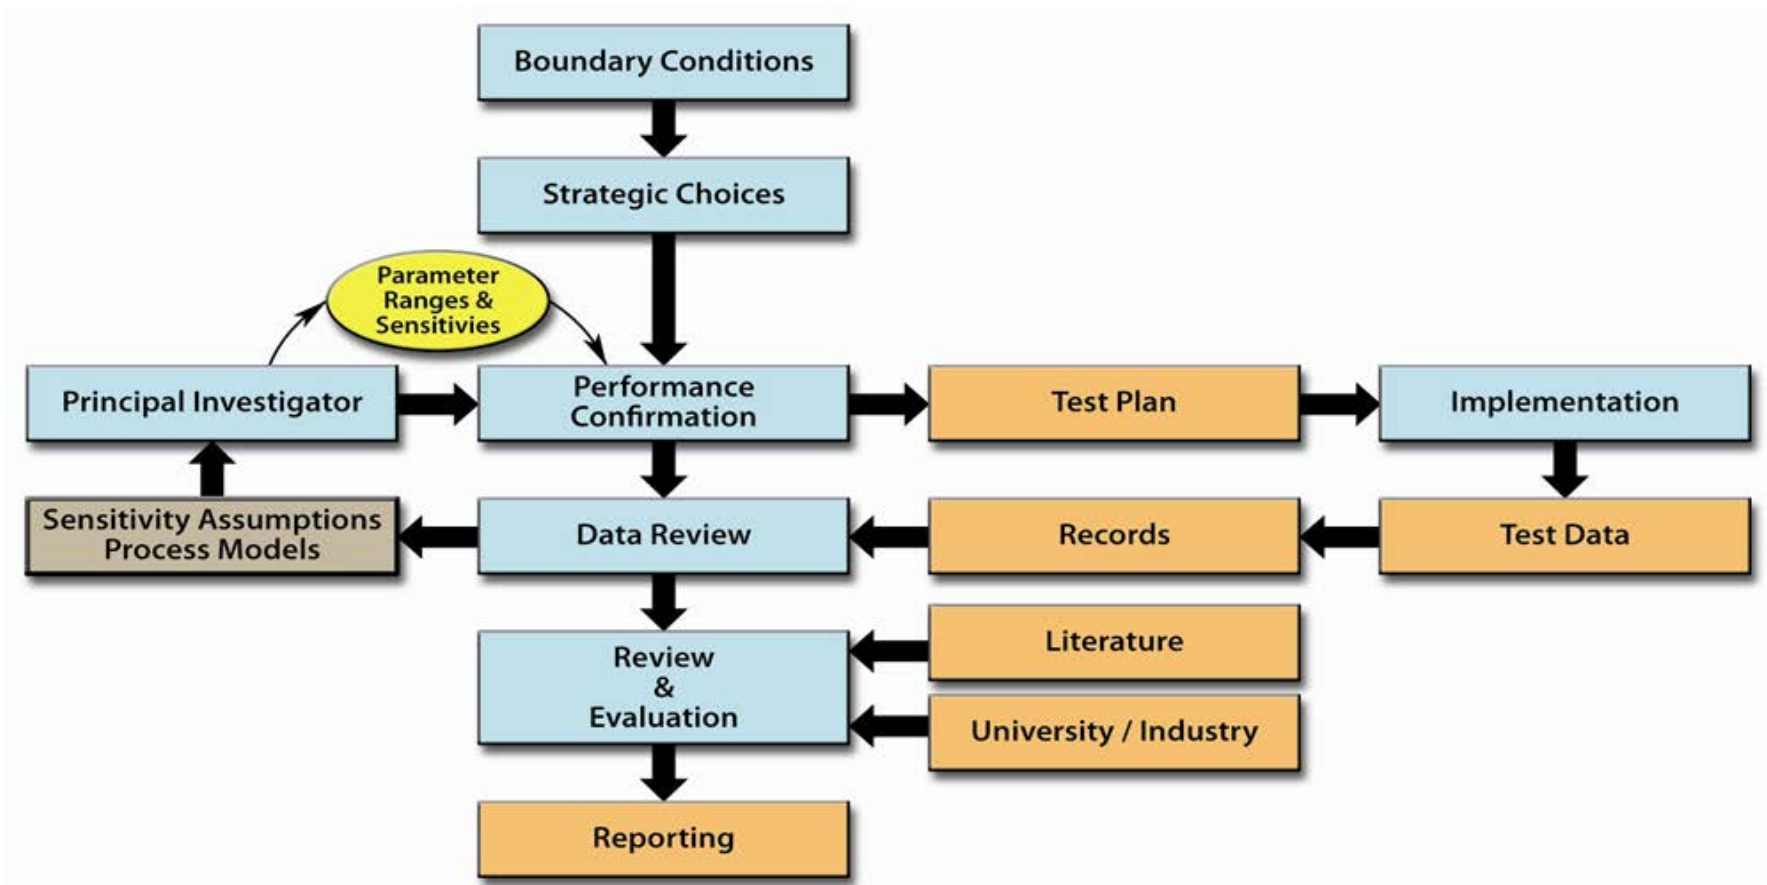 Boundary Conditions
Strategic Choices
Parameter
Ranges &
Sensitivies
Principal Investigator
Performance
Confirmation
Test Plan
Implementation
Sensitivity Assumptions
Process Models
Data Review
Records
Test Data
Review
&
Evaluation
Literature
University / Industry
Reporting